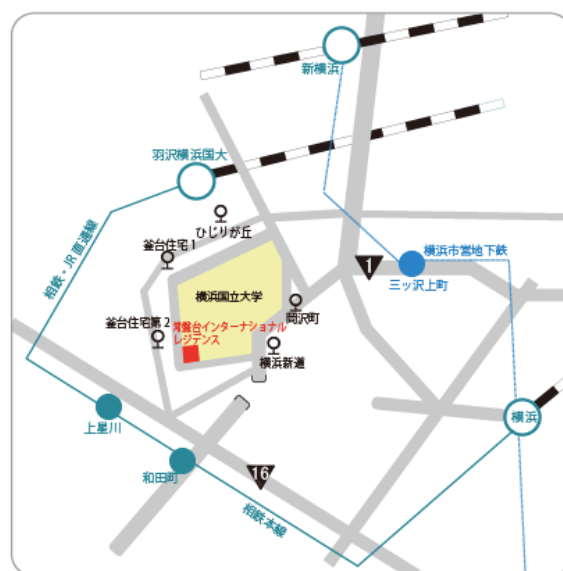 新横浜
羽沢横浜国大
ひじりが丘
釜台住宅1
横浜市営地下鉄
1
三ッ沢上町
相鉄・JR直通線
横浜国立大学
岡沢町
釜台住宅第2
常盤台インターナショナル
レジデンス
横浜新道
上星川
横浜
和田町
16
相鉄本線